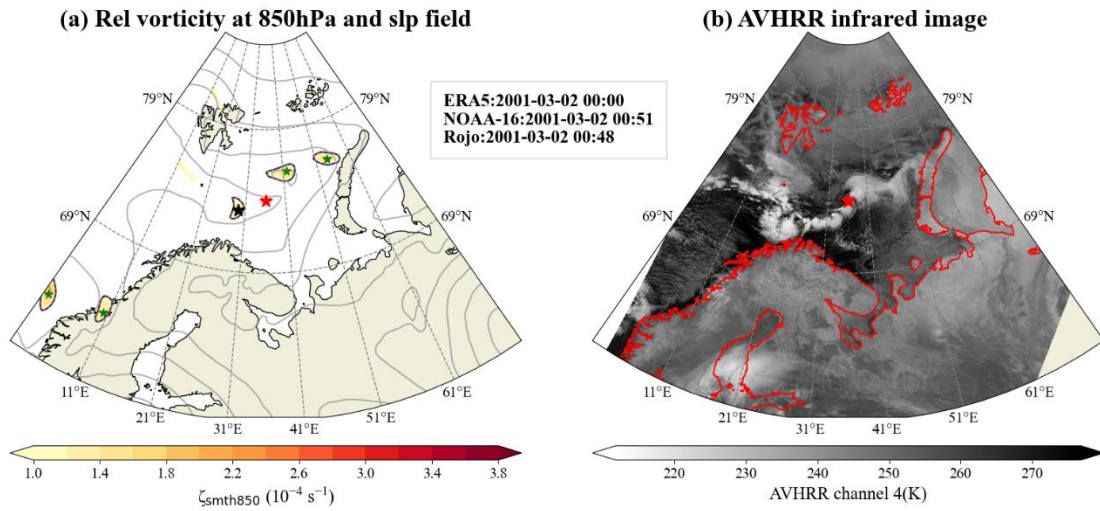 (a) Rel vorticity at 850hPa and slp field
(b) AVHRR infrared image
ERA5:2001-03-02 00:00
NOAA-16:2001-03-02 00:51
Rojo:2001-03-02 00:48
79°N
79°N
69°N
69°N
11°E
21°E
31°E
41°E
51°E
61°E
79°N
79°N
69°N
69°N
11°E
21°E
31°E
41°E
51°E
61°E
1.0 1.4 1.8 2.2 2.6 3.0 3.4 3.8
ζsmth850 (10⁻⁴ s⁻¹)
220 230 240 250 260 270
AVHRR channel 4(K)